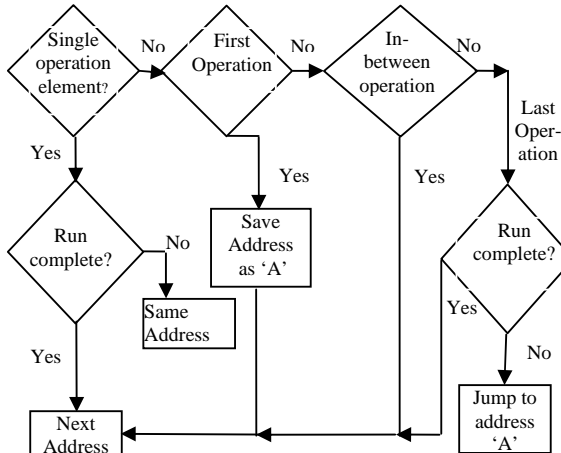 Single
operation
element?
No
First
Operation
No
In-
between
operation
No
Last
Oper-
ation
Yes
Yes
Yes
Run
complete?
No
Save
Address
as ‘A’
Run
complete?
Same
Address
Yes
Yes
No
Next
Address
Jump to
address
‘A’